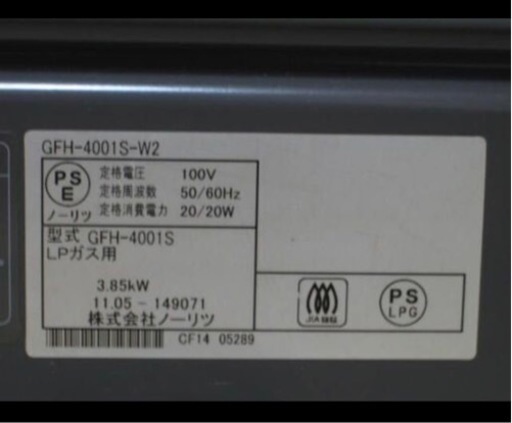 GFH-4001S-W2
PS
E
ノーリツ
定格電圧 100V
定格周波数 50/60Hz
定格消費電力 20/20W
型式 GFH-4001S
LPガス用
3.85kW
11.05-149071
株式会社ノーリツ
PS
LPG
CF14 05289